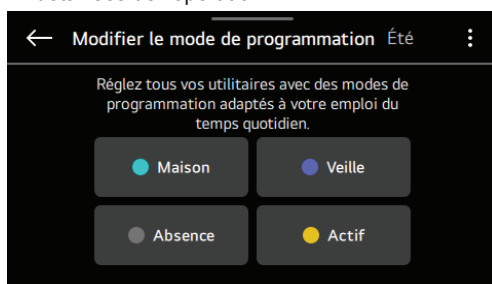 Modifier le mode de programmation Été
Réglez tous vos utilitaires avec des modes de
programmation adaptés à votre emploi du
temps quotidien.
Maison
Veille
Absence
Actif